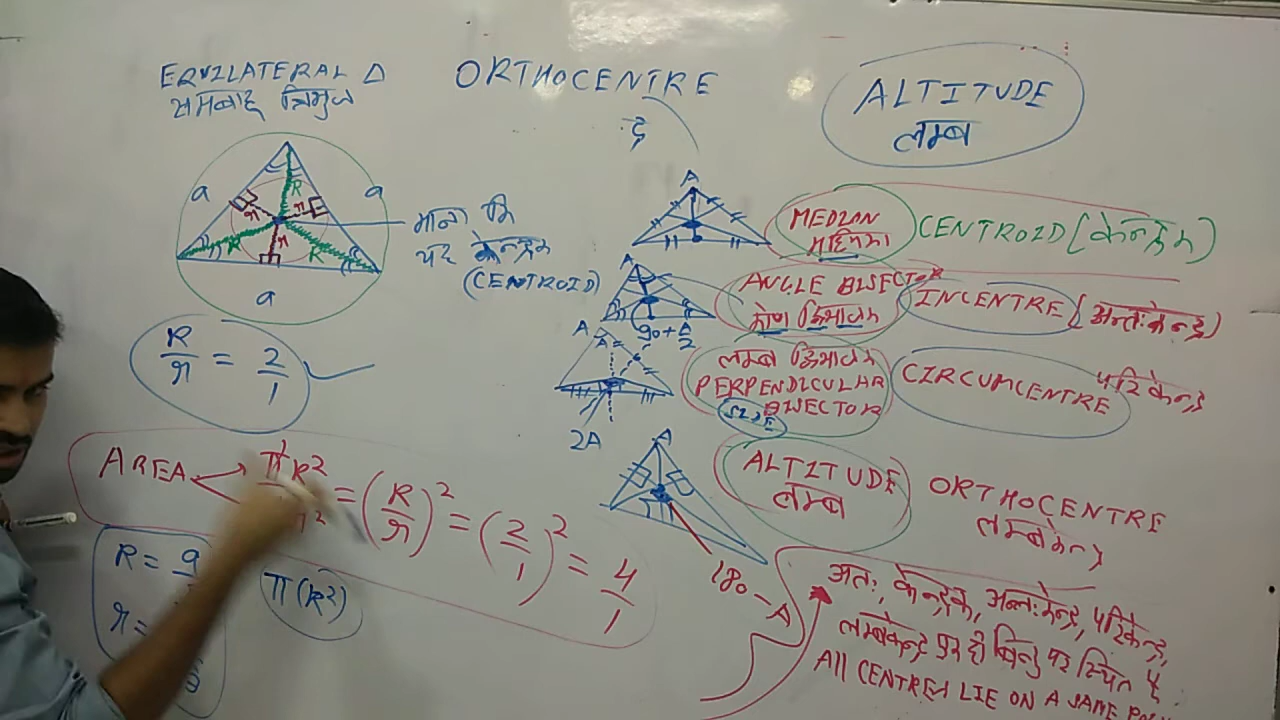 EQUILATERAL Δ
समबाहु त्रिभुज
ORTHOCENTRE
ALTITUDE
लम्ब
a
a
R
r
r
R
r
R
a
माना कि
यह केन्द्रक
(CENTROID)
R/r = 2/1
AREA
πR²
= (R/r)² = (2/1)² = 4/1
R = a
r =
π(R²)
A
MEDIAN
माध्यिका
CENTROID (केन्द्रक)
A
90 + A/2
ANGLE BISECTOR
कोण द्विभाजक
INCENTRE (अन्तः केन्द्र)
A
A
2A
लम्ब द्विभाजक
PERPENDICULAR
BISECTOR
SIDE
CIRCUMCENTRE
परिकेन्द्र
A
180 - A
ALTITUDE
लम्ब
ORTHOCENTRE
लम्बकेन्द्र
अतः, केन्द्रक, अन्तःकेन्द्र, परिकेन्द्र,
लम्बकेन्द्र एक ही बिन्दु पर स्थित है
All CENTRES LIE ON A SAME